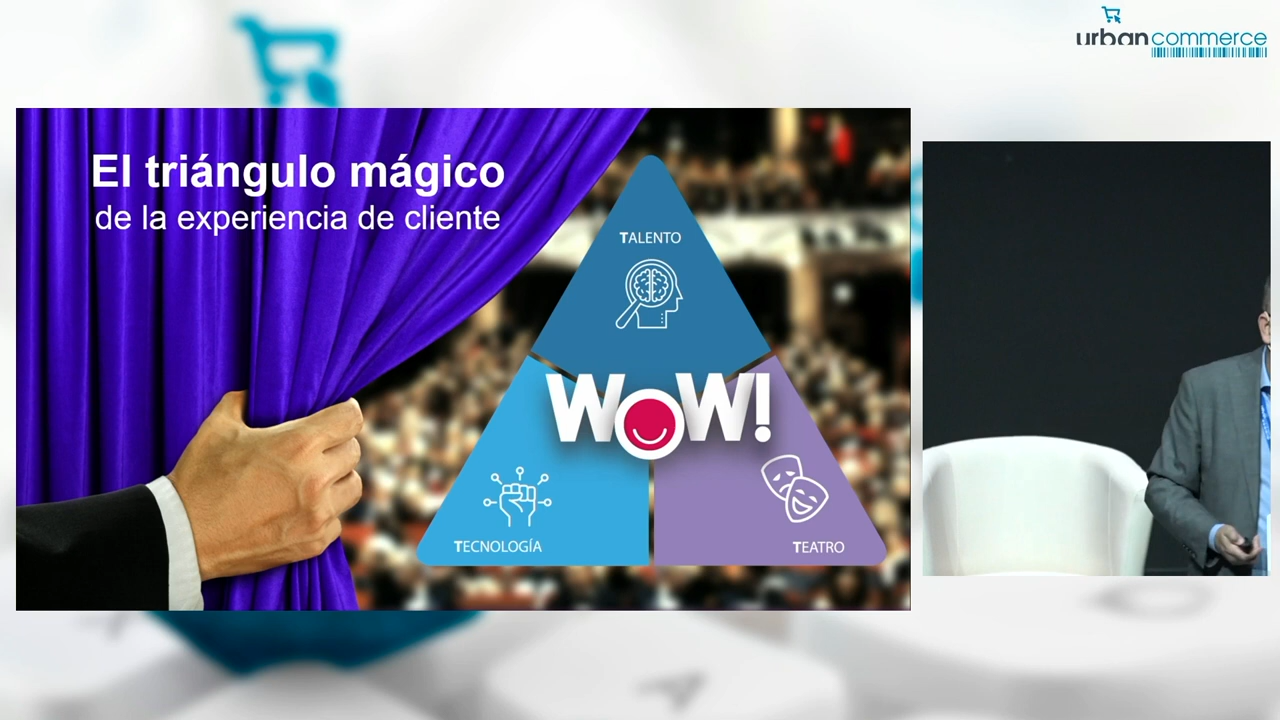 urbancommerce
El triángulo mágico
de la experiencia de cliente
TALENTO
WOW!
TECNOLOGÍA
TEATRO